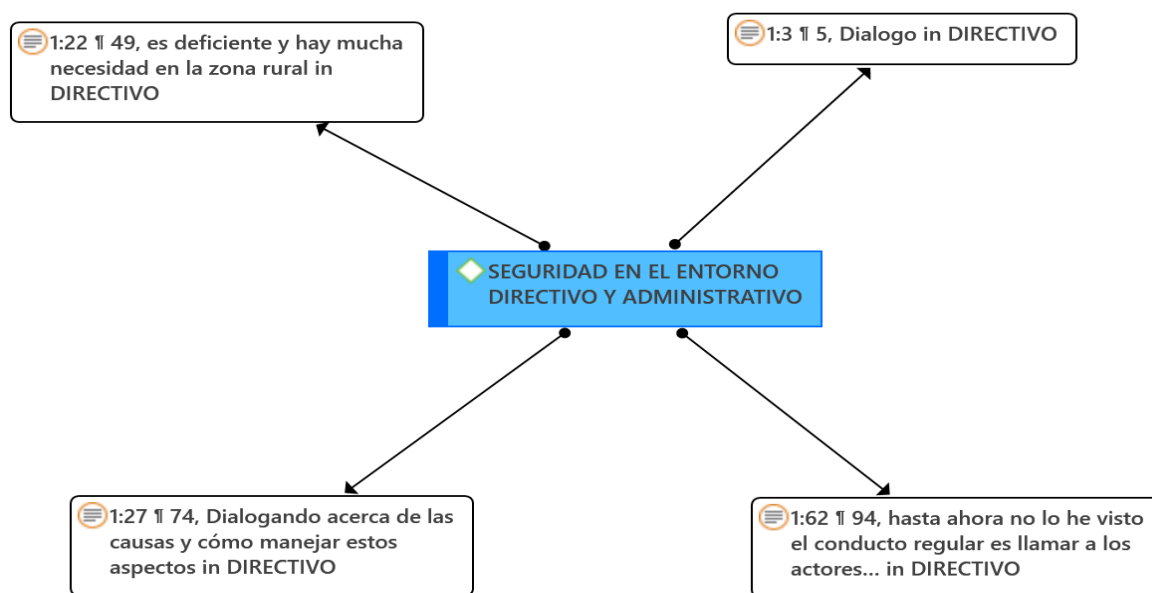 1:22 ¶ 49, es deficiente y hay mucha
necesidad en la zona rural in
DIRECTIVO
1:3 ¶ 5, Dialogo in DIRECTIVO
SEGURIDAD EN EL ENTORNO
DIRECTIVO Y ADMINISTRATIVO
1:27 ¶ 74, Dialogando acerca de las
causas y cómo manejar estos
aspectos in DIRECTIVO
1:62 ¶ 94, hasta ahora no lo he visto
el conducto regular es llamar a los
actores... in DIRECTIVO